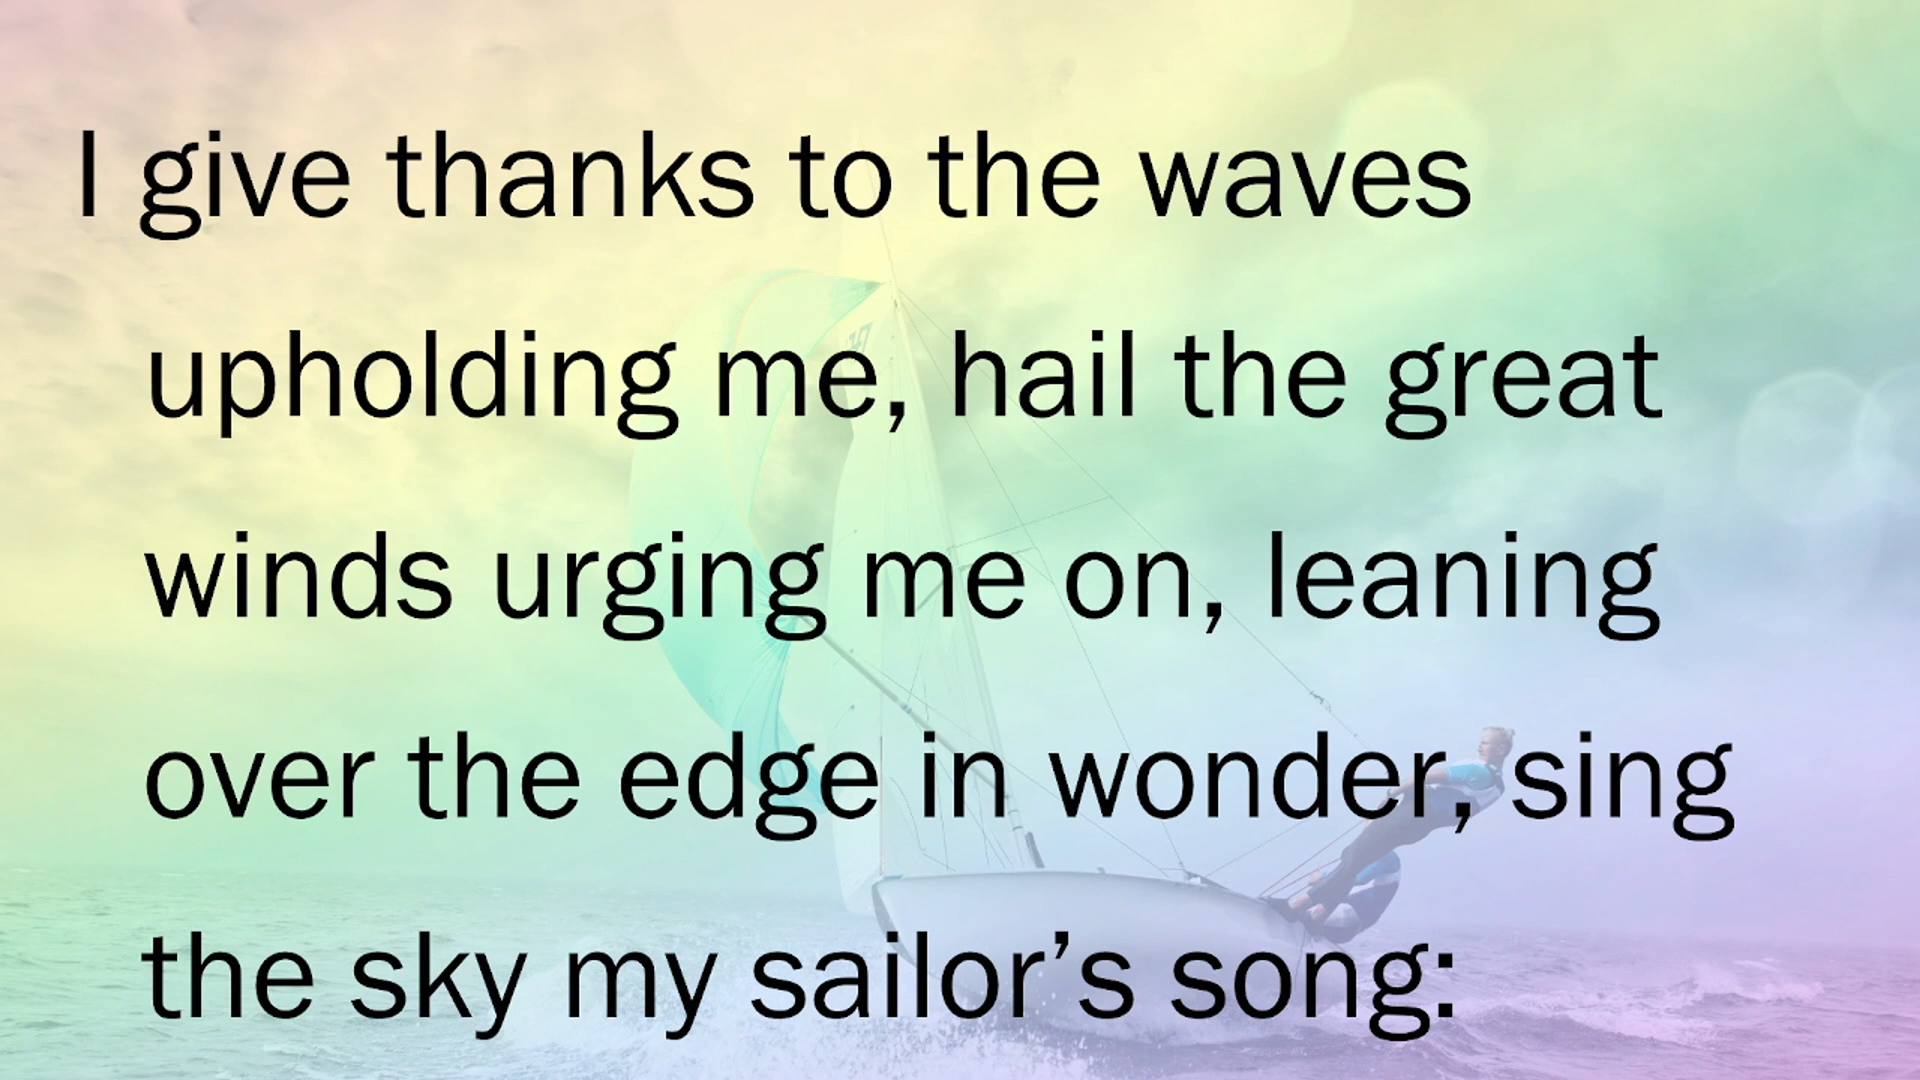 I give thanks to the waves
upholding me, hail the great
winds urging me on, leaning
over the edge in wonder, sing
the sky my sailor’s song: